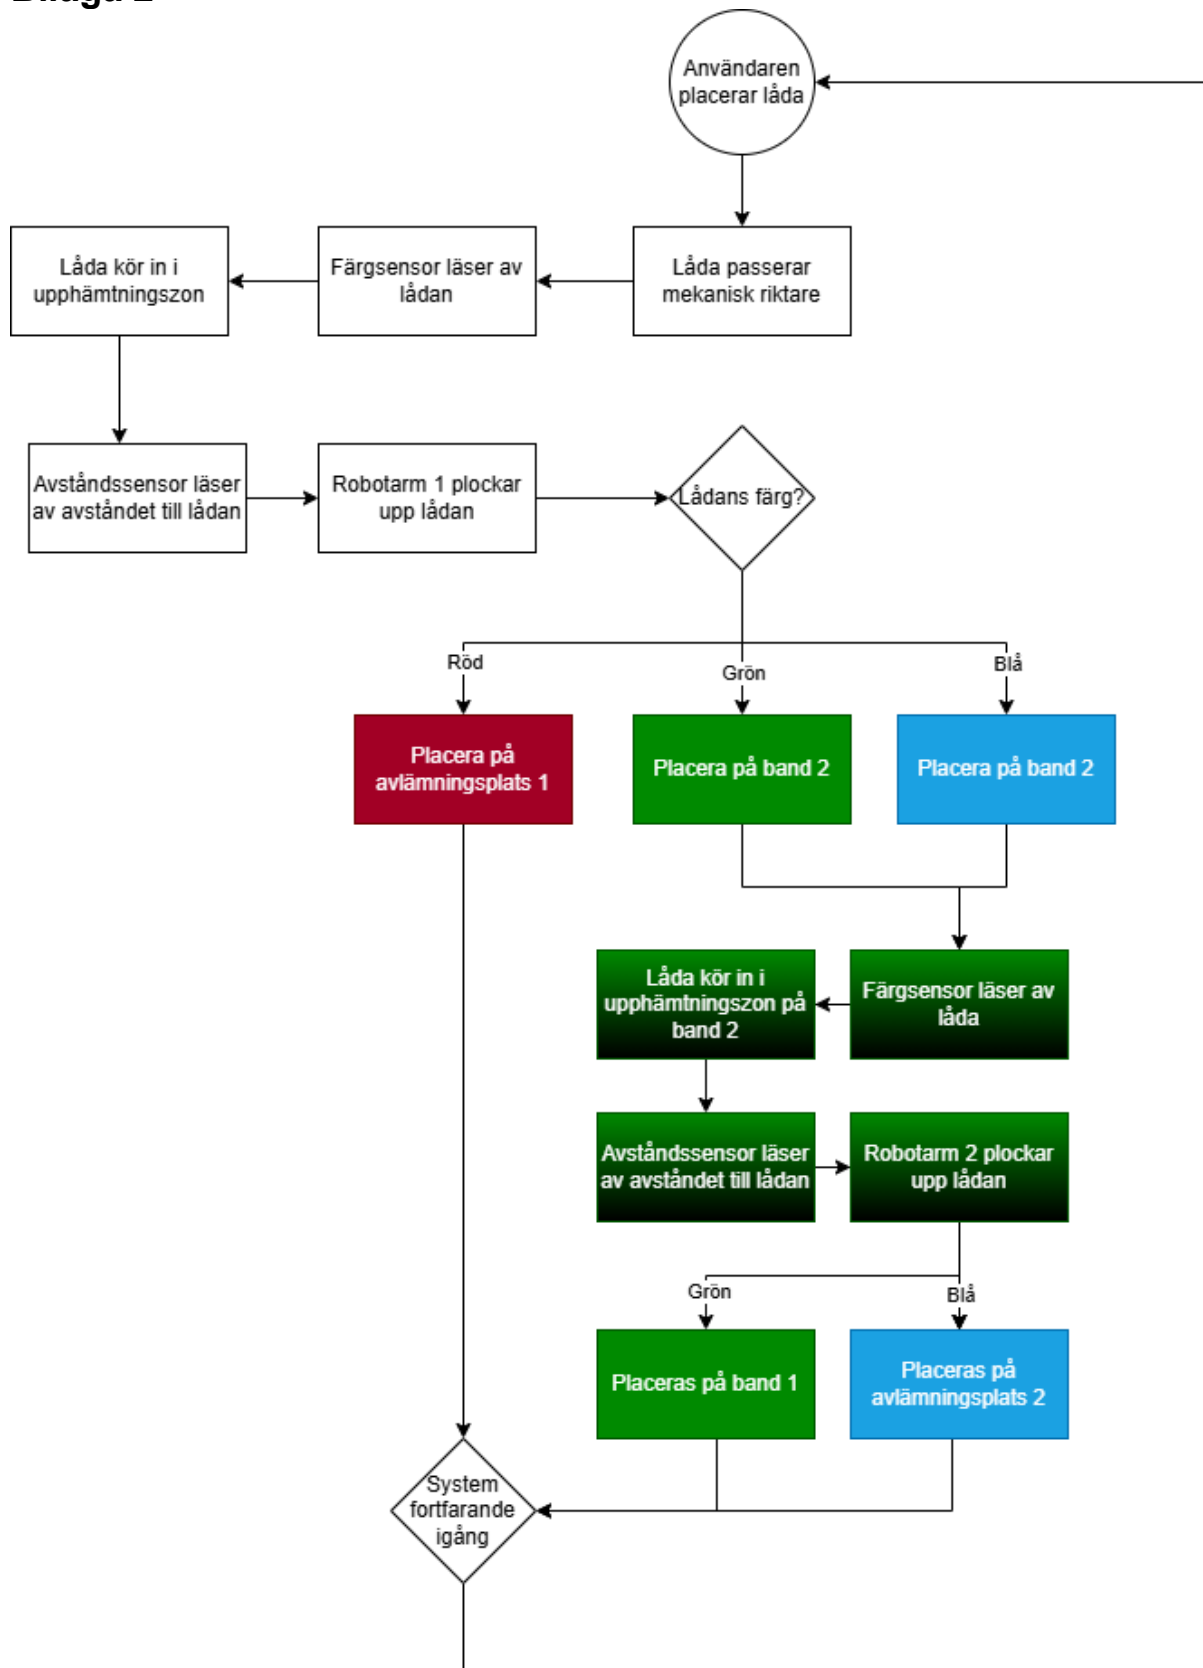 Användaren
placerar låda
Låda kör in i
upphämtningszon
Färgsensor läser av
lådan
Låda passerar
mekanisk riktare
Avståndssensor läser
av avståndet till lådan
Robotarm 1 plockar
upp lådan
Lådans färg?
Röd
Grön
Blå
Placera på
avlämningsplats 1
Placera på band 2
Placera på band 2
Låda kör in i
upphämtningszon på
band 2
Färgsensor läser av
låda
Avståndssensor läser
av avståndet till lådan
Robotarm 2 plockar
upp lådan
Grön
Blå
Placeras på band 1
Placeras på
avlämningsplats 2
System
fortfarande
igång